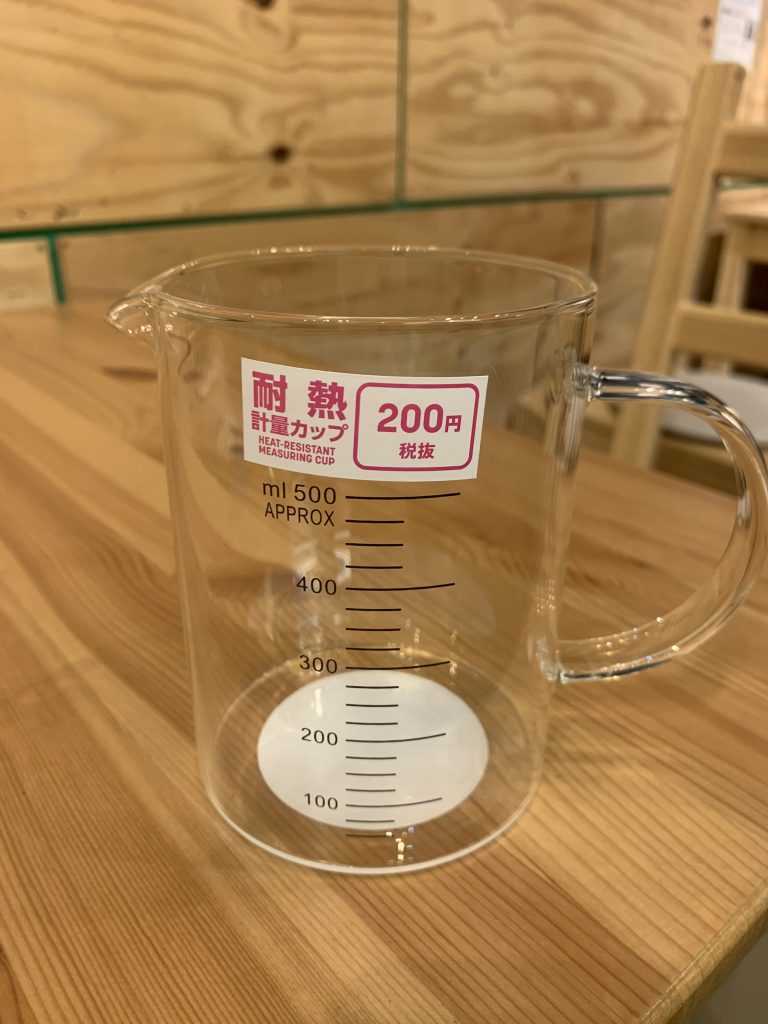 耐熱
計量カップ
HEAT-RESISTANT
MEASURING CUP
200円
税抜
ml 500
APPROX
400
300
200
100